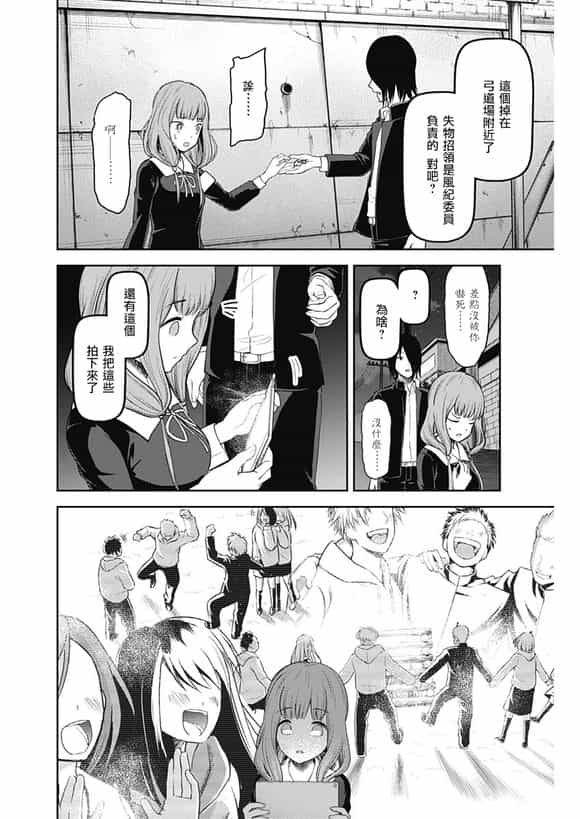 這個掉在
弓道場附近了
失物招領是風紀委員
負責的 對吧？
誒……
啊……
差點沒被你
嚇死……
？
為啥？
沒什麼……
還有這個
我把這些
拍下來了